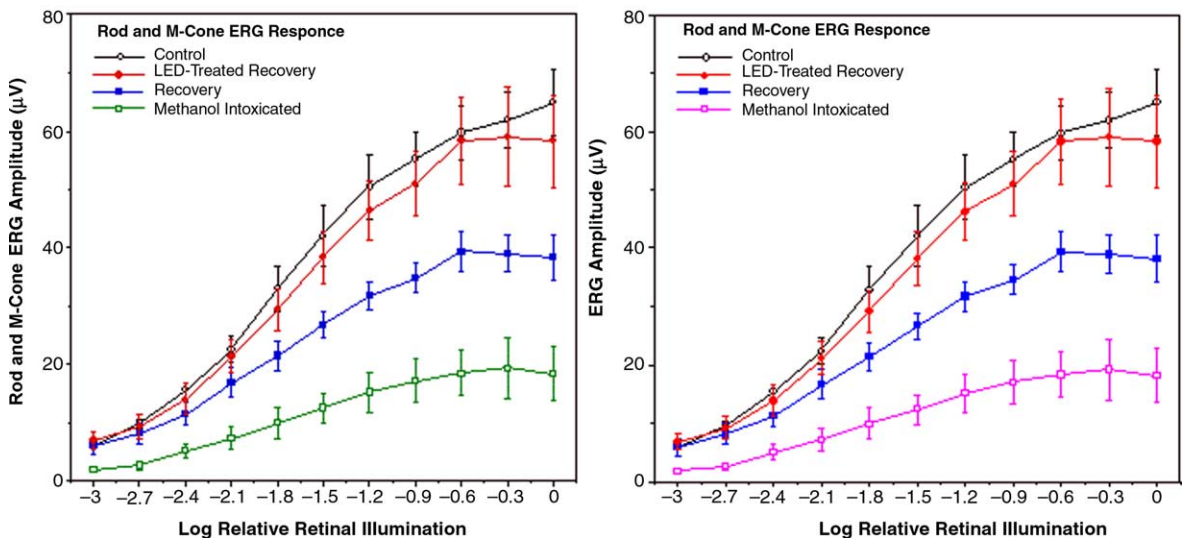 80
60
40
20
0
Rod and M-Cone ERG Amplitude (μV)
Rod and M-Cone ERG Responce
Control
LED-Treated Recovery
Recovery
Methanol Intoxicated
–3 –2.7 –2.4 –2.1 –1.8 –1.5 –1.2 –0.9 –0.6 –0.3 0
Log Relative Retinal Illumination
80
60
40
20
0
ERG Amplitude (μV)
Rod and M-Cone ERG Responce
Control
LED-Treated Recovery
Recovery
Methanol Intoxicated
–3 –2.7 –2.4 –2.1 –1.8 –1.5 –1.2 –0.9 –0.6 –0.3 0
Log Relative Retinal Illumination